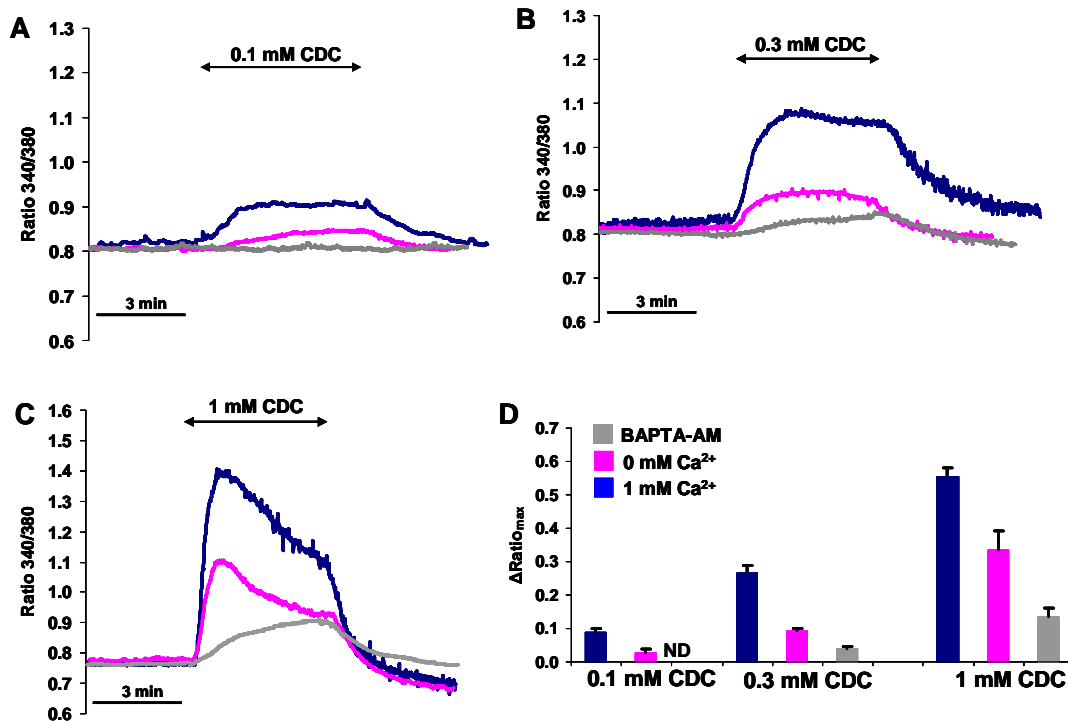 A
0.1 mM CDC
Ratio 340/380
1.3
1.2
1.1
1.0
0.9
0.8
0.7
0.6
3 min
B
0.3 mM CDC
Ratio 340/380
1.3
1.2
1.1
1.0
0.9
0.8
0.7
0.6
3 min
C
1 mM CDC
Ratio 340/380
1.6
1.5
1.4
1.3
1.2
1.1
1.0
0.9
0.8
0.7
0.6
3 min
D
BAPTA-AM
0 mM Ca²⁺
1 mM Ca²⁺
ΔRatiomax
0.7
0.6
0.5
0.4
0.3
0.2
0.1
0.0
ND
0.1 mM CDC
0.3 mM CDC
1 mM CDC